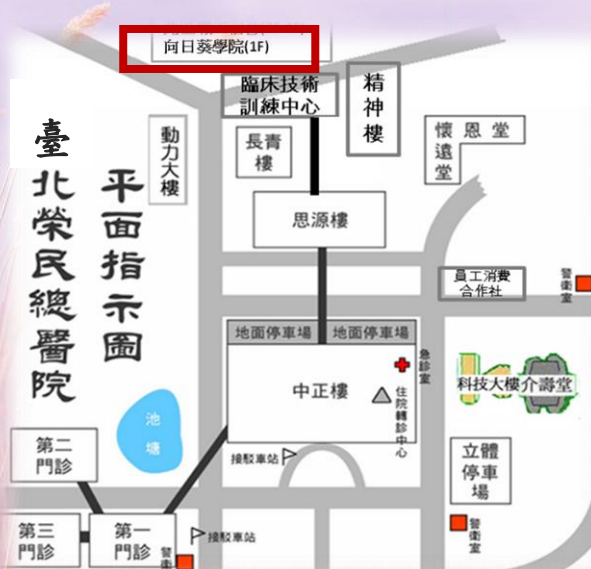 向日葵學院(1F)
臨床技術
訓練中心
精神樓
臺北榮民總醫院
平面指示圖
動力大樓
長青
樓
懷恩堂
遠
堂
思源樓
員工消費
合作社
警衛室
地面停車場
地面停車場
急診室
中正樓
住院轉診中心
科技大樓
介壽堂
池塘
第二
門診
接駁車站
立體
停車
場
第三
門診
第一
門診
警衛
接駁車站
警衛室